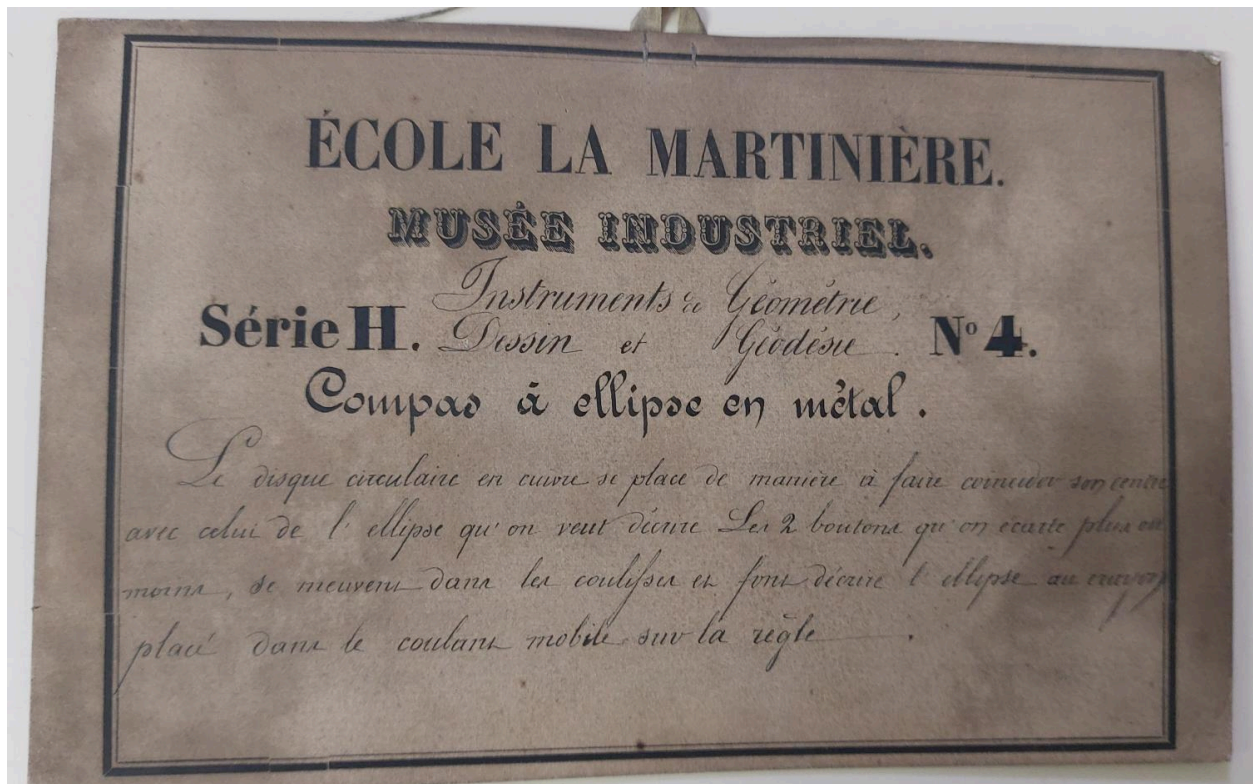 ÉCOLE LA MARTINIÈRE.
MUSÉE INDUSTRIEL.
Série H. Instruments de Géométrie,
Dessin et Géodésie. Nº 4.
Compas à ellipse en métal.
Le disque circulaire en cuivre se place de manière à faire coincider son centre
avec celui de l'ellipse qu'on veut décrire Les 2 boutons qu'on écarte plus ou
moins, se meuvent dans les coulisses et font décrire l'ellipse au crayon
placé dans le coulant mobile sur la règle.